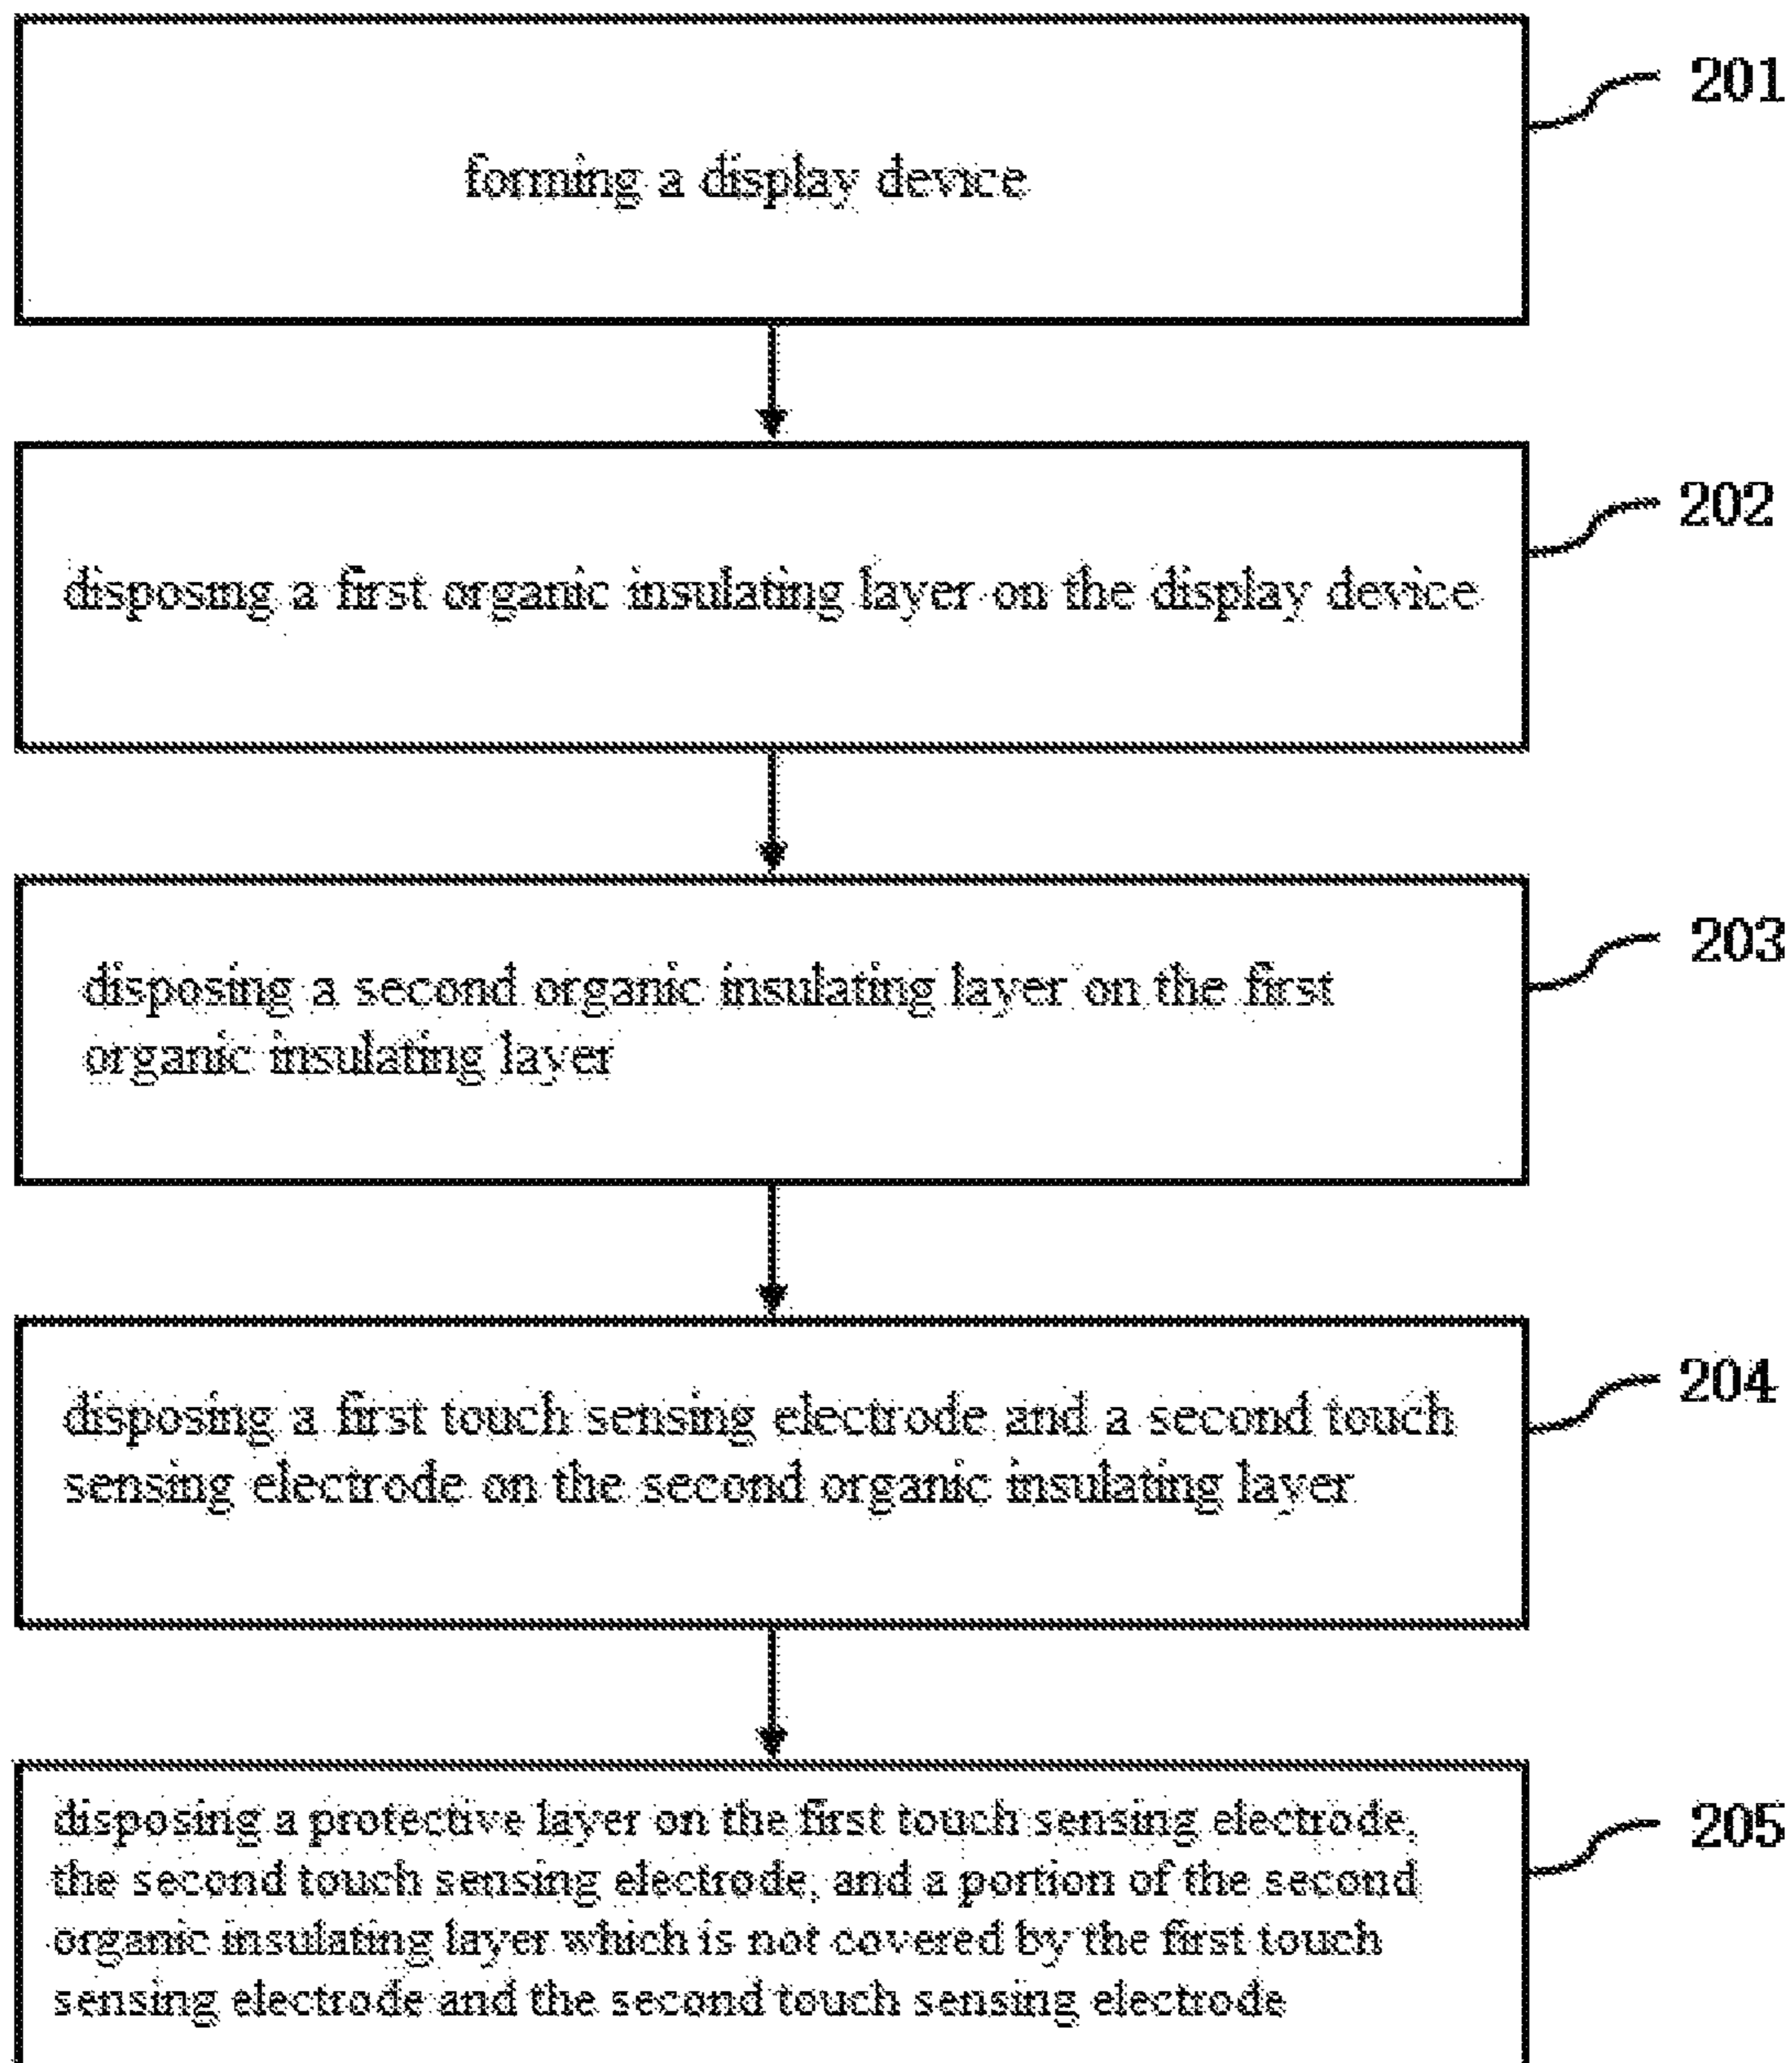 201
forming a display device
202
disposing a first organic insulating layer on the display device
203
disposing a second organic insulating layer on the first
organic insulating layer
204
disposing a first touch sensing electrode and a second touch
sensing electrode on the second organic insulating layer
205
disposing a protective layer on the first touch sensing electrode,
the second touch sensing electrode, and a portion of the second
organic insulating layer which is not covered by the first touch
sensing electrode and the second touch sensing electrode